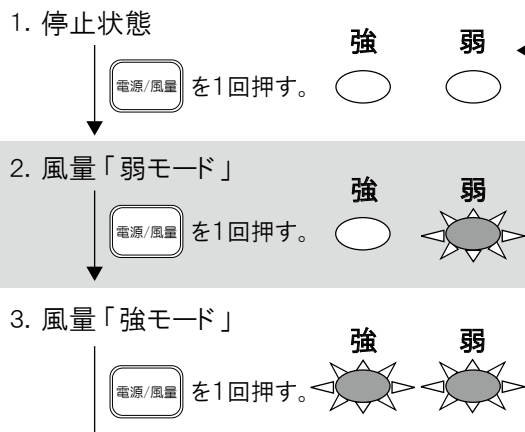 1. 停止状態
強 弱
電源/風量 を1回押す。
2. 風量「弱モード」
強 弱
電源/風量 を1回押す。
3. 風量「強モード」
強 弱
電源/風量 を1回押す。